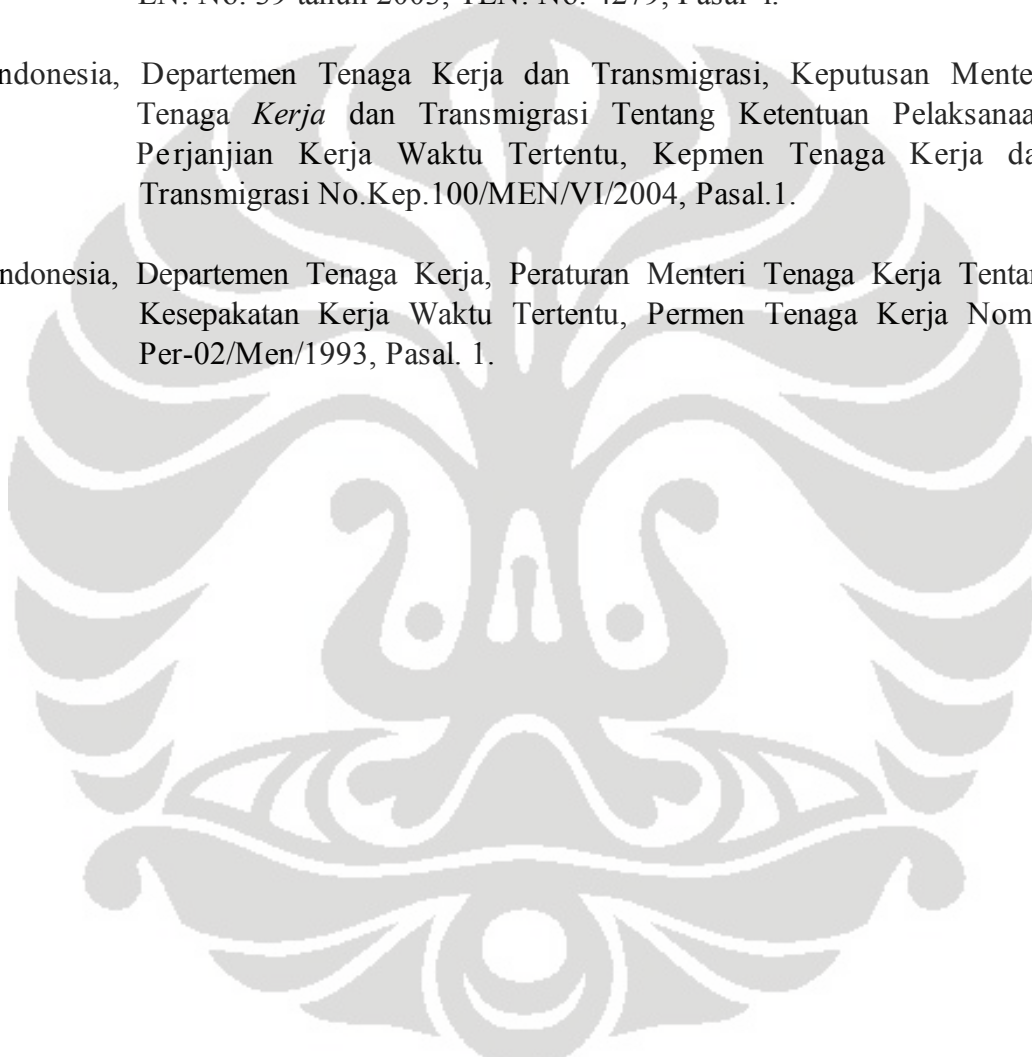 LN. No. 39 tahun 2003, TLN. No. 4279, Pasal 4.
ndonesia, Departemen Tenaga Kerja dan Transmigrasi, Keputusan Mente
Tenaga Kerja dan Transmigrasi Tentang Ketentuan Pelaksanaa
Perjanjian Kerja Waktu Tertentu, Kepmen Tenaga Kerja da
Transmigrasi No.Kep.100/MEN/VI/2004, Pasal.1.
ndonesia, Departemen Tenaga Kerja, Peraturan Menteri Tenaga Kerja Tentan
Kesepakatan Kerja Waktu Tertentu, Permen Tenaga Kerja Nom
Per-02/Men/1993, Pasal. 1.